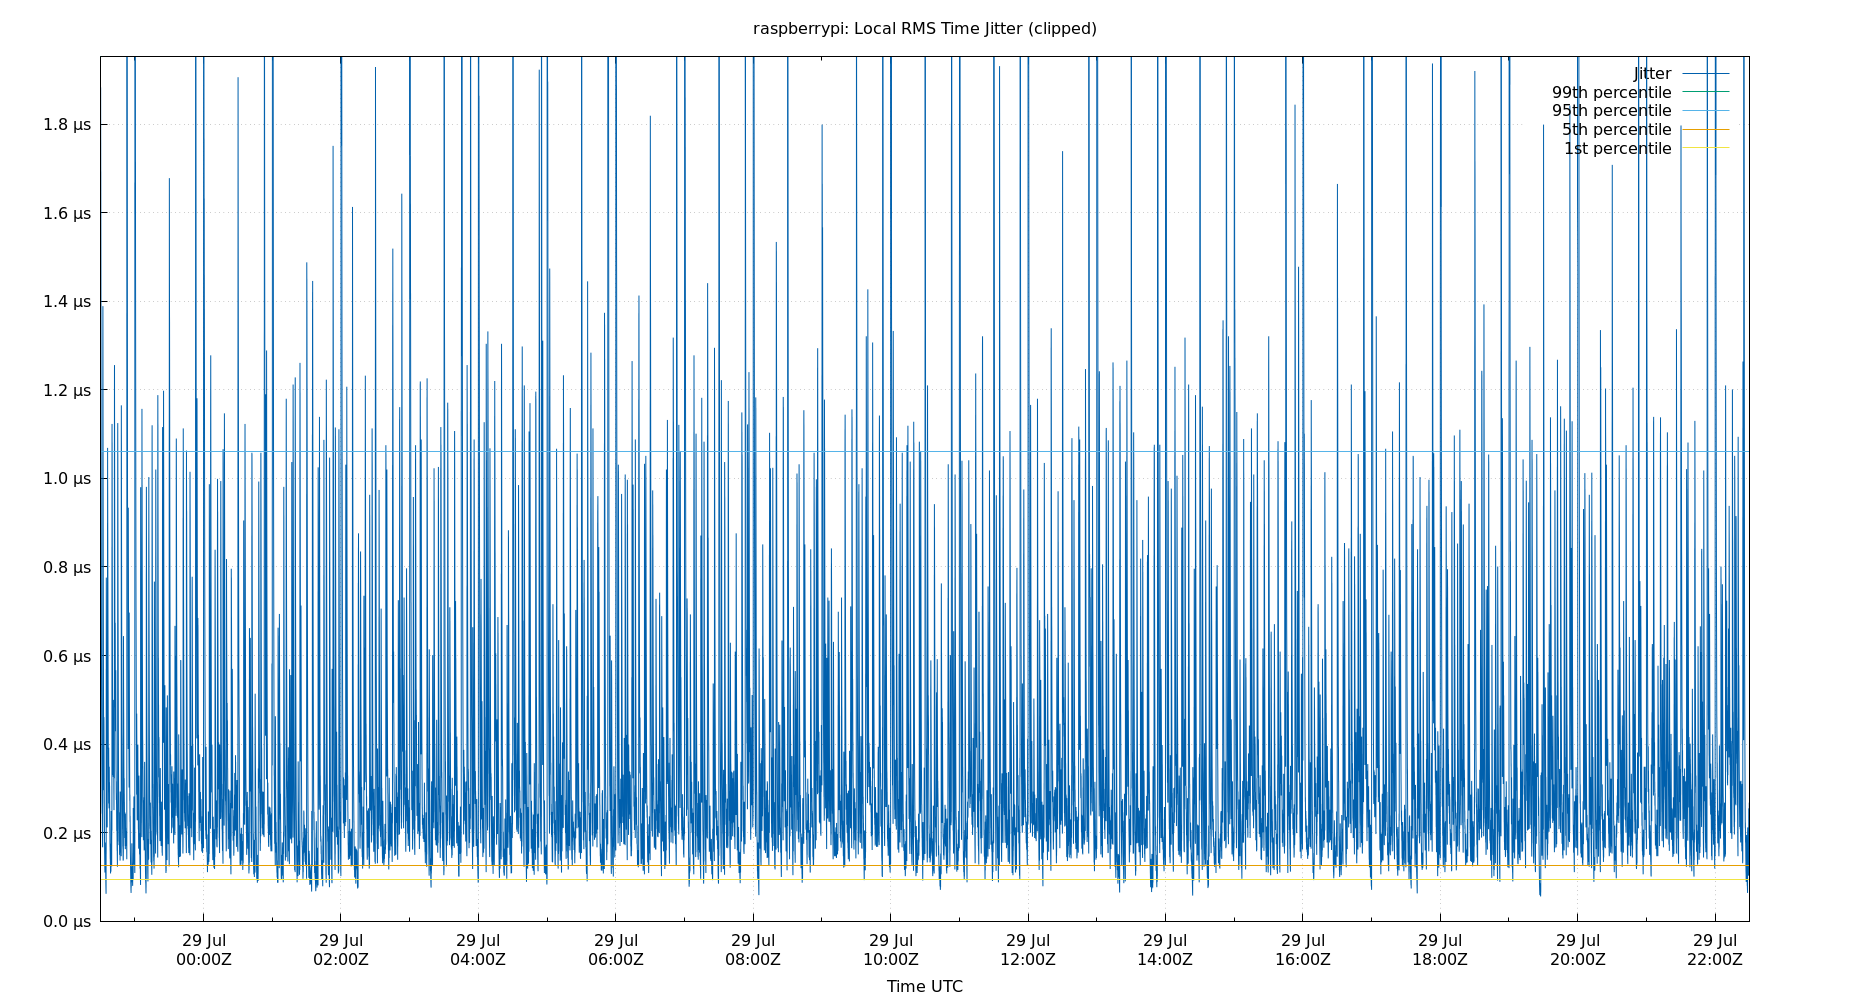 raspberrypi: Local RMS Time Jitter (clipped)
Jitter
99th percentile
95th percentile
5th percentile
1st percentile
1.8 µs
1.6 µs
1.4 µs
1.2 µs
1.0 µs
0.8 µs
0.6 µs
0.4 µs
0.2 µs
0.0 µs
29 Jul 29 Jul 29 Jul 29 Jul 29 Jul 29 Jul 29 Jul 29 Jul 29 Jul 29 Jul 29 Jul 29 Jul
00:00Z 02:00Z 04:00Z 06:00Z 08:00Z 10:00Z 12:00Z 14:00Z 16:00Z 18:00Z 20:00Z 22:00Z
Time UTC